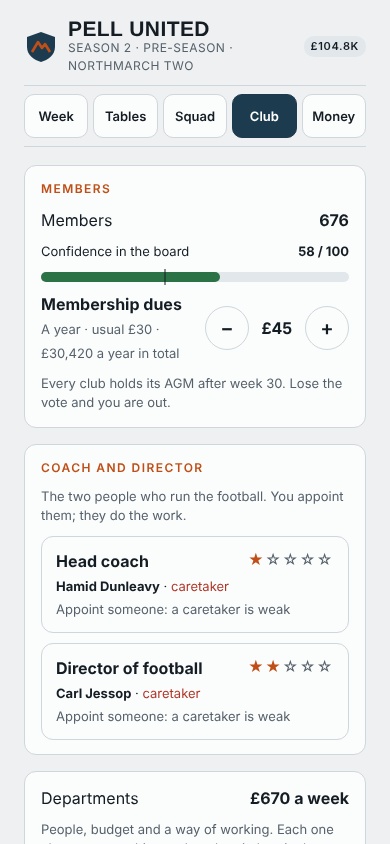 PELL UNITED
SEASON 2 · PRE-SEASON ·
NORTHMARCH TWO
£104.8K
Week
Tables
Squad
Club
Money
MEMBERS
Members
676
Confidence in the board
58 / 100
Membership dues
A year · usual £30 ·
£30,420 a year in total
−
£45
+
Every club holds its AGM after week 30. Lose the
vote and you are out.
COACH AND DIRECTOR
The two people who run the football. You appoint
them; they do the work.
Head coach
★☆☆☆☆
Hamid Dunleavy · caretaker
Appoint someone: a caretaker is weak
Director of football
★★☆☆☆
Carl Jessop · caretaker
Appoint someone: a caretaker is weak
Departments
£670 a week
People, budget and a way of working. Each one